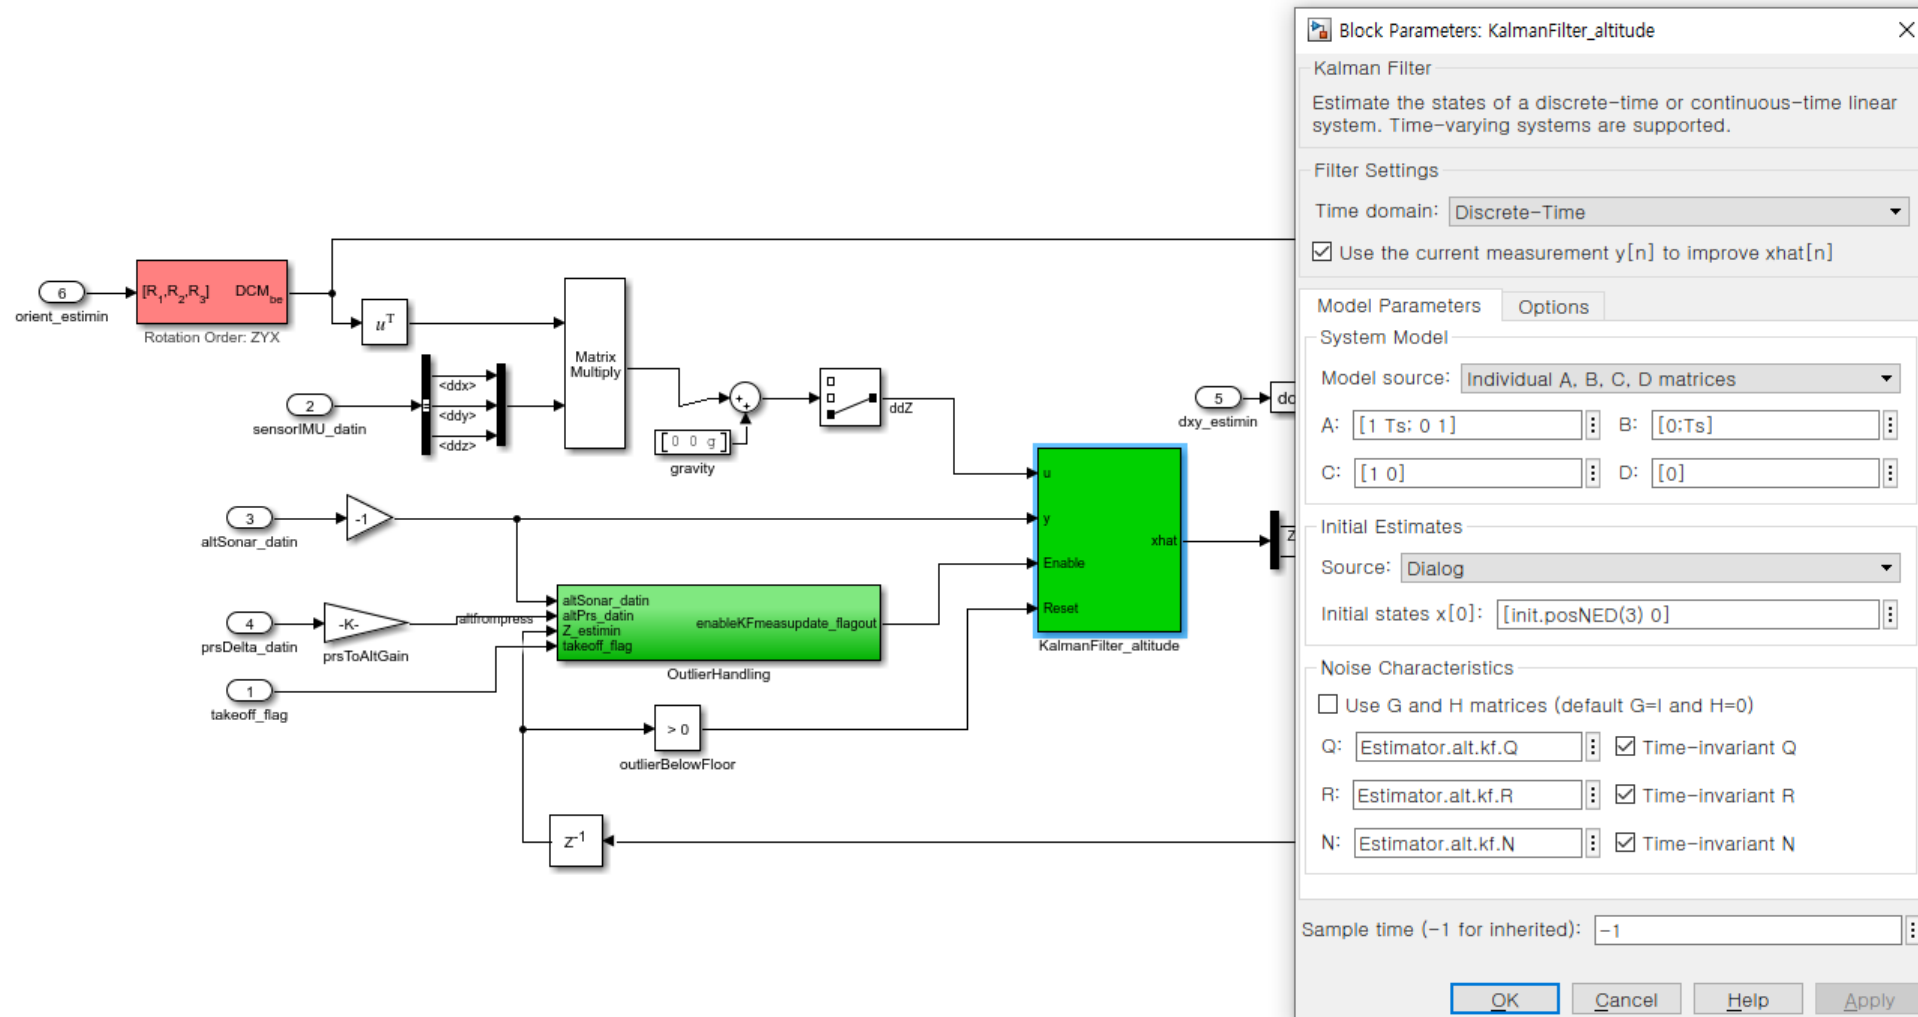 6
orient_estimin
[R1,R2,R3] DCMbe
Rotation Order: ZYX
uT
2
sensorIMU_datin
<ddx>
<ddy>
<ddz>
Matrix
Multiply
+
+
[ 0 0 g ]
gravity
ddZ
5
dxy_estimin
3
altSonar_datin
-1
4
prsDelta_datin
-K-
prsToAltGain
altfrompress
1
takeoff_flag
altSonar_datin
altPrs_datin
Z_estimin
takeoff_flag
enableKFmeasupdate_flagout
OutlierHandling
> 0
outlierBelowFloor
Z-1
u
y
Enable
Reset
xhat
KalmanFilter_altitude
Z
Block Parameters: KalmanFilter_altitude
Kalman Filter
Estimate the states of a discrete-time or continuous-time linear
system. Time-varying systems are supported.
Filter Settings
Time domain: Discrete-Time
Use the current measurement y[n] to improve xhat[n]
Model Parameters Options
System Model
Model source: Individual A, B, C, D matrices
A: [1 Ts; 0 1] B: [0;Ts]
C: [1 0] D: [0]
Initial Estimates
Source: Dialog
Initial states x[0]: [init.posNED(3) 0]
Noise Characteristics
Use G and H matrices (default G=I and H=0)
Q: Estimator.alt.kf.Q Time-invariant Q
R: Estimator.alt.kf.R Time-invariant R
N: Estimator.alt.kf.N Time-invariant N
Sample time (-1 for inherited): -1
OK Cancel Help Apply